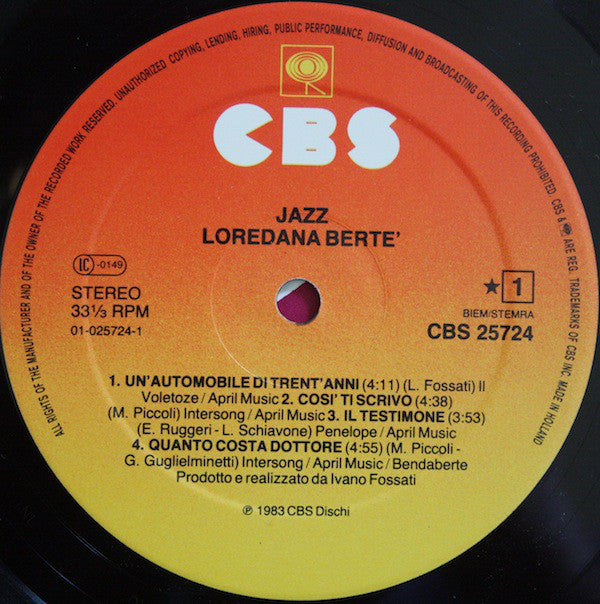 ALL RIGHTS OF THE MANUFACTURER AND OF THE OWNER OF THE RECORDED WORK RESERVED. UNAUTHORIZED COPYING, LENDING, HIRING, PUBLIC PERFORMANCE, DIFFUSION AND BROADCASTING OF THIS RECORDING PROHIBITED. CBS & ARE REG. TRADEMARKS OF CBS INC. MADE IN HOLLAND
CBS
JAZZ
LOREDANA BERTE'
IC -0149
STEREO
33⅓ RPM
01-025724-1
★ 1
BIEM/STEMRA
CBS 25724
1. UN'AUTOMOBILE DI TRENT'ANNI (4:11) (L. Fossati) Il
Voletoze / April Music 2. COSI' TI SCRIVO (4:38)
(M. Piccoli) Intersong / April Music 3. IL TESTIMONE (3:53)
(E. Ruggeri - L. Schiavone) Penelope / April Music
4. QUANTO COSTA DOTTORE (4:55) (M. Piccoli -
G. Guglielminetti) Intersong / April Music / Bendaberte
Prodotto e realizzato da Ivano Fossati
℗ 1983 CBS Dischi